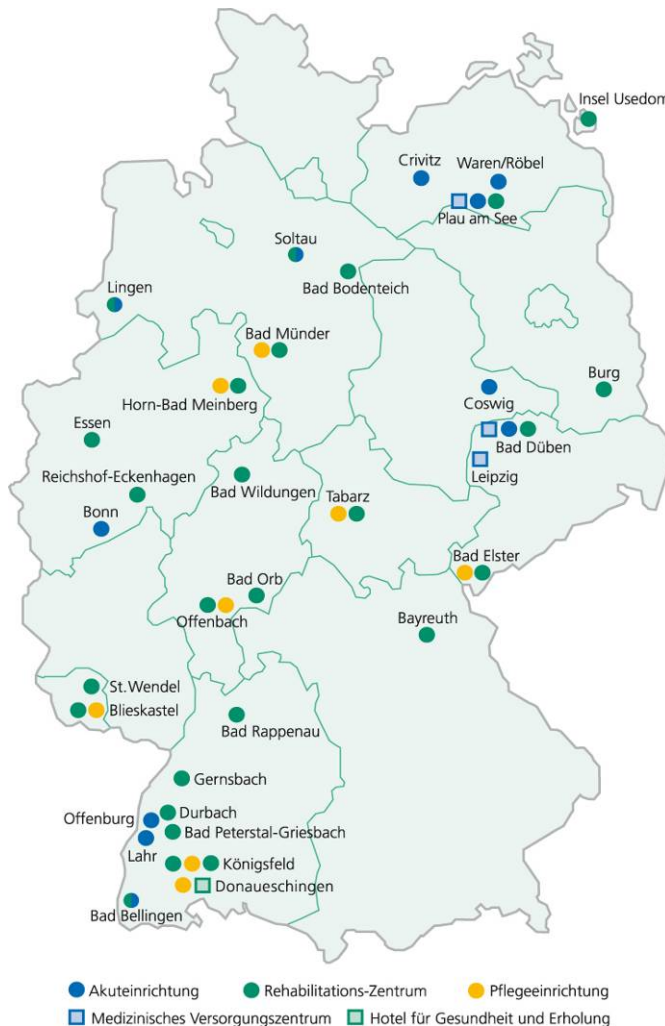 Insel Usedom
Crivitz
Waren/Röbel
Plau am See
Soltau
Bad Bodenteich
Lingen
Bad Münder
Horn-Bad Meinberg
Burg
Coswig
Essen
Bad Düben
Leipzig
Reichshof-Eckenhagen
Bad Wildungen
Tabarz
Bonn
Bad Elster
Bad Orb
Offenbach
Bayreuth
St.Wendel
Blieskastel
Bad Rappenau
Gernsbach
Durbach
Offenburg
Bad Peterstal-Griesbach
Lahr
Königsfeld
Donaueschingen
Bad Bellingen
Akuteinrichtung
Rehabilitations-Zentrum
Pflegeeinrichtung
Medizinisches Versorgungszentrum
Hotel für Gesundheit und Erholung